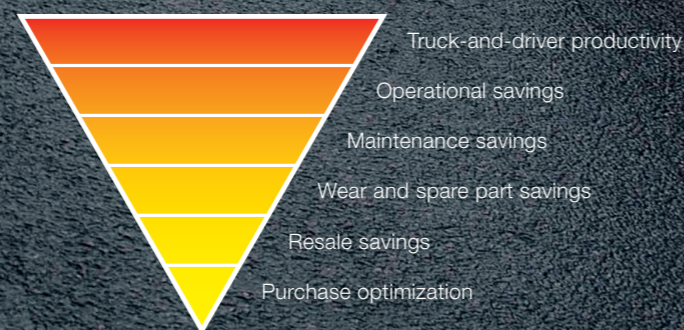 Truck-and-driver productivity
Operational savings
Maintenance savings
Wear and spare part savings
Resale savings
Purchase optimization